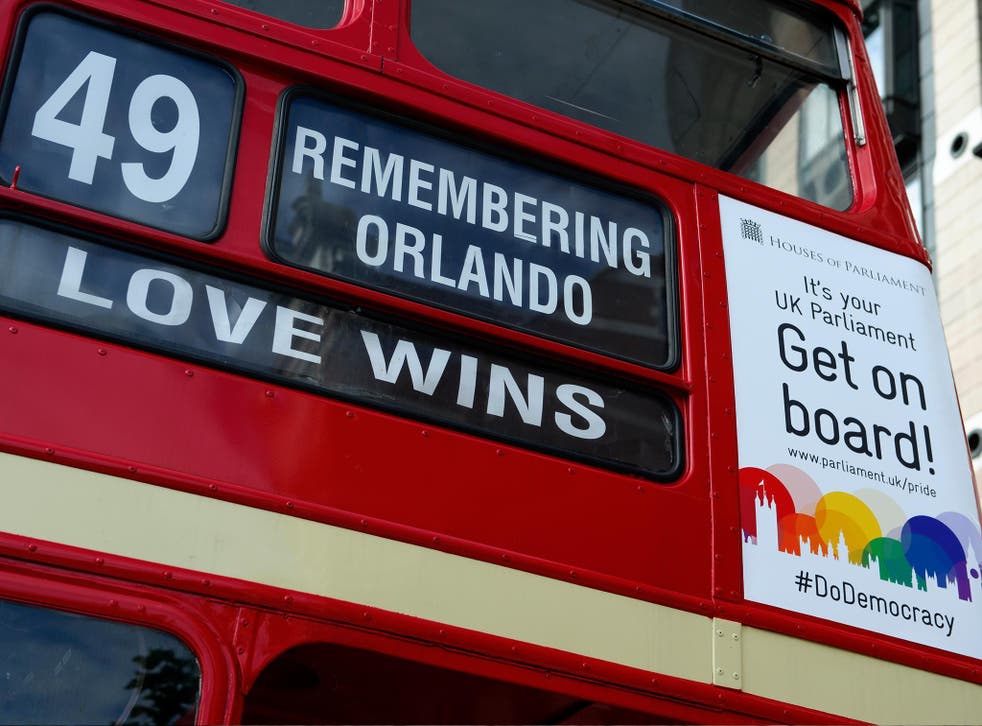 49
REMEMBERING
ORLANDO
LOVE WINS
HOUSES OF PARLIAMENT
It's your
UK Parliament
Get on
board!
www.parliament.uk/pride
#DoDemocracy